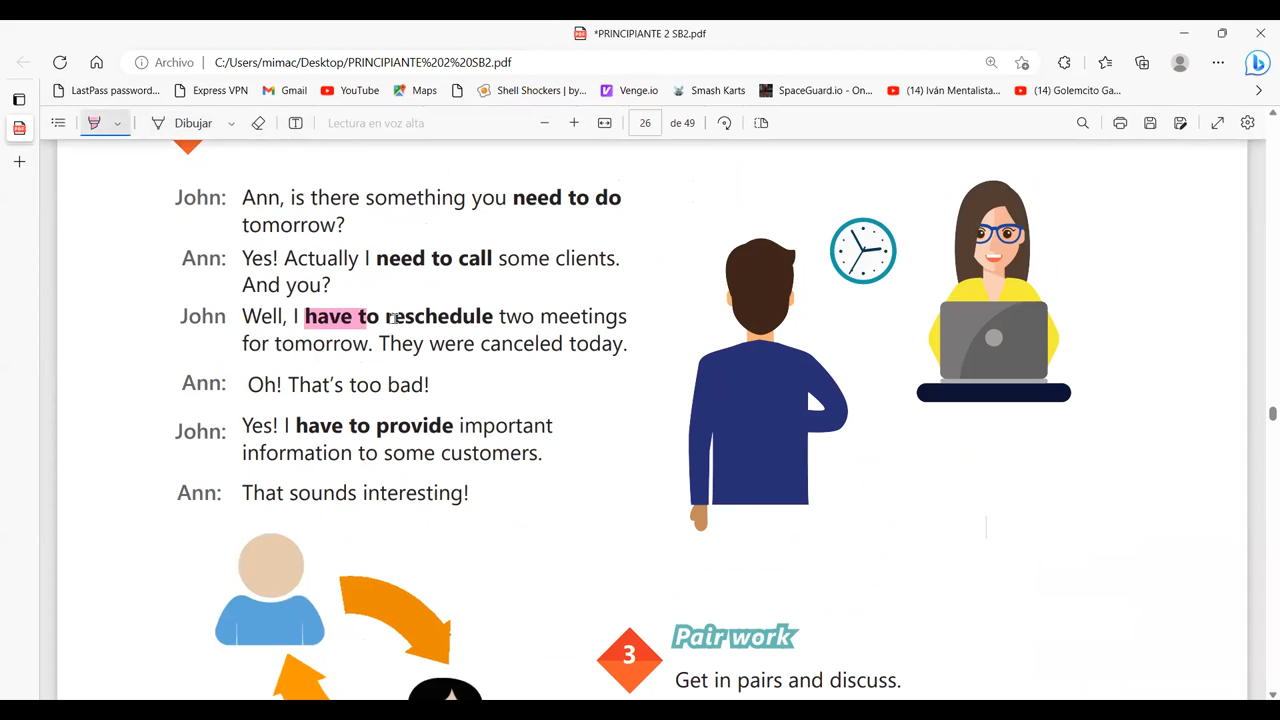 *PRINCIPIANTE 2 SB2.pdf
Archivo C:/Users/mimac/Desktop/PRINCIPIANTE%202%20SB2.pdf
LastPass password... Express VPN Gmail YouTube Maps Shell Shockers | by... Venge.io Smash Karts SpaceGuard.io - On... (14) Iván Mentalista... (14) Golemcito Ga...
Dibujar Lectura en voz alta 26 de 49
John: Ann, is there something you need to do
tomorrow?
Ann: Yes! Actually I need to call some clients.
And you?
John Well, I have to reschedule two meetings
for tomorrow. They were canceled today.
Ann: Oh! That's too bad!
John: Yes! I have to provide important
information to some customers.
Ann: That sounds interesting!
Pair work
3
Get in pairs and discuss.